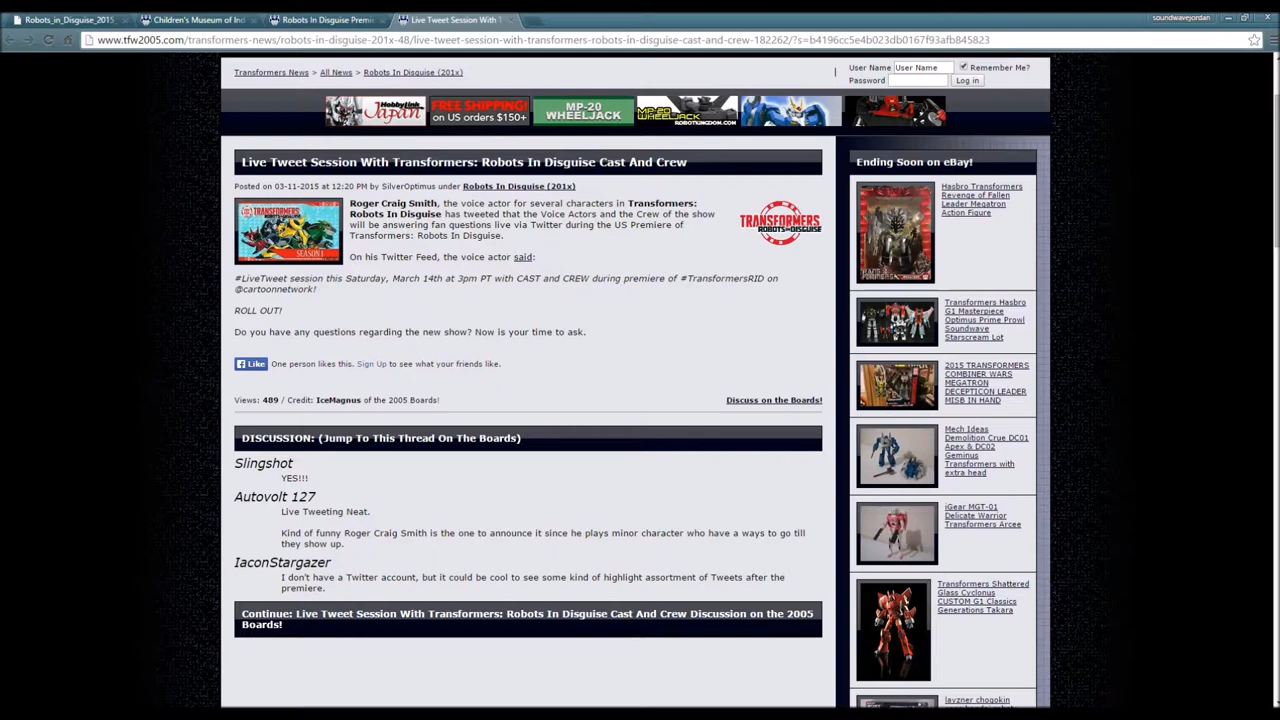 Robots_in_Disguise_2015_
Children's Museum of Ind
Robots In Disguise Premie
Live Tweet Session With T
soundwavejordan
www.tfw2005.com/transformers-news/robots-in-disguise-201x-48/live-tweet-session-with-transformers-robots-in-disguise-cast-and-crew-182262/?s=b4196cc5e4b023db0167f93afb845823
Transformers News > All News > Robots In Disguise (201x)
User Name User Name Remember Me?
Password Log in
HobbyLink Japan
FREE SHIPPING!
on US orders $150+
MP-20
WHEELJACK
MP-20
WHEELJACK
ROBOTKINGDOM.COM
Live Tweet Session With Transformers: Robots In Disguise Cast And Crew
Posted on 03-11-2015 at 12:20 PM by SilverOptimus under Robots In Disguise (201x)
TRANSFORMERS
SEASON 1
Roger Craig Smith, the voice actor for several characters in Transformers:
Robots In Disguise has tweeted that the Voice Actors and the Crew of the show
will be answering fan questions live via Twitter during the US Premiere of
Transformers: Robots In Disguise.
TRANSFORMERS
ROBOTS IN DISGUISE
On his Twitter Feed, the voice actor said:
#LiveTweet session this Saturday, March 14th at 3pm PT with CAST and CREW during premiere of #TransformersRID on
@cartoonnetwork!
ROLL OUT!
Do you have any questions regarding the new show? Now is your time to ask.
Like One person likes this. Sign Up to see what your friends like.
Views: 489 / Credit: IceMagnus of the 2005 Boards!
Discuss on the Boards!
DISCUSSION: (Jump To This Thread On The Boards)
Slingshot
YES!!!
Autovolt 127
Live Tweeting Neat.
Kind of funny Roger Craig Smith is the one to announce it since he plays minor character who have a ways to go till
they show up.
IaconStargazer
I don't have a Twitter account, but it could be cool to see some kind of highlight assortment of Tweets after the
premire.
Continue: Live Tweet Session With Transformers: Robots In Disguise Cast And Crew Discussion on the 2005
Boards!
Ending Soon on eBay!
Hasbro Transformers
Revenge of Fallen
Leader Megatron
Action Figure
Transformers Hasbro
G1 Masterpiece
Optimus Prime Prowl
Soundwave
Starscream Lot
2015 TRANSFORMERS
COMBINER WARS
MEGATRON
DECEPTICON LEADER
MISB IN HAND
Mech Ideas
Demolition Crue DC01
Apex & DC02
Geminus
Transformers with
extra head
iGear MGT-01
Delicate Warrior
Transformers Arcee
Transformers Shattered
Glass Cyclonus
CUSTOM G1 Classics
Generations Takara
layzner chogokin